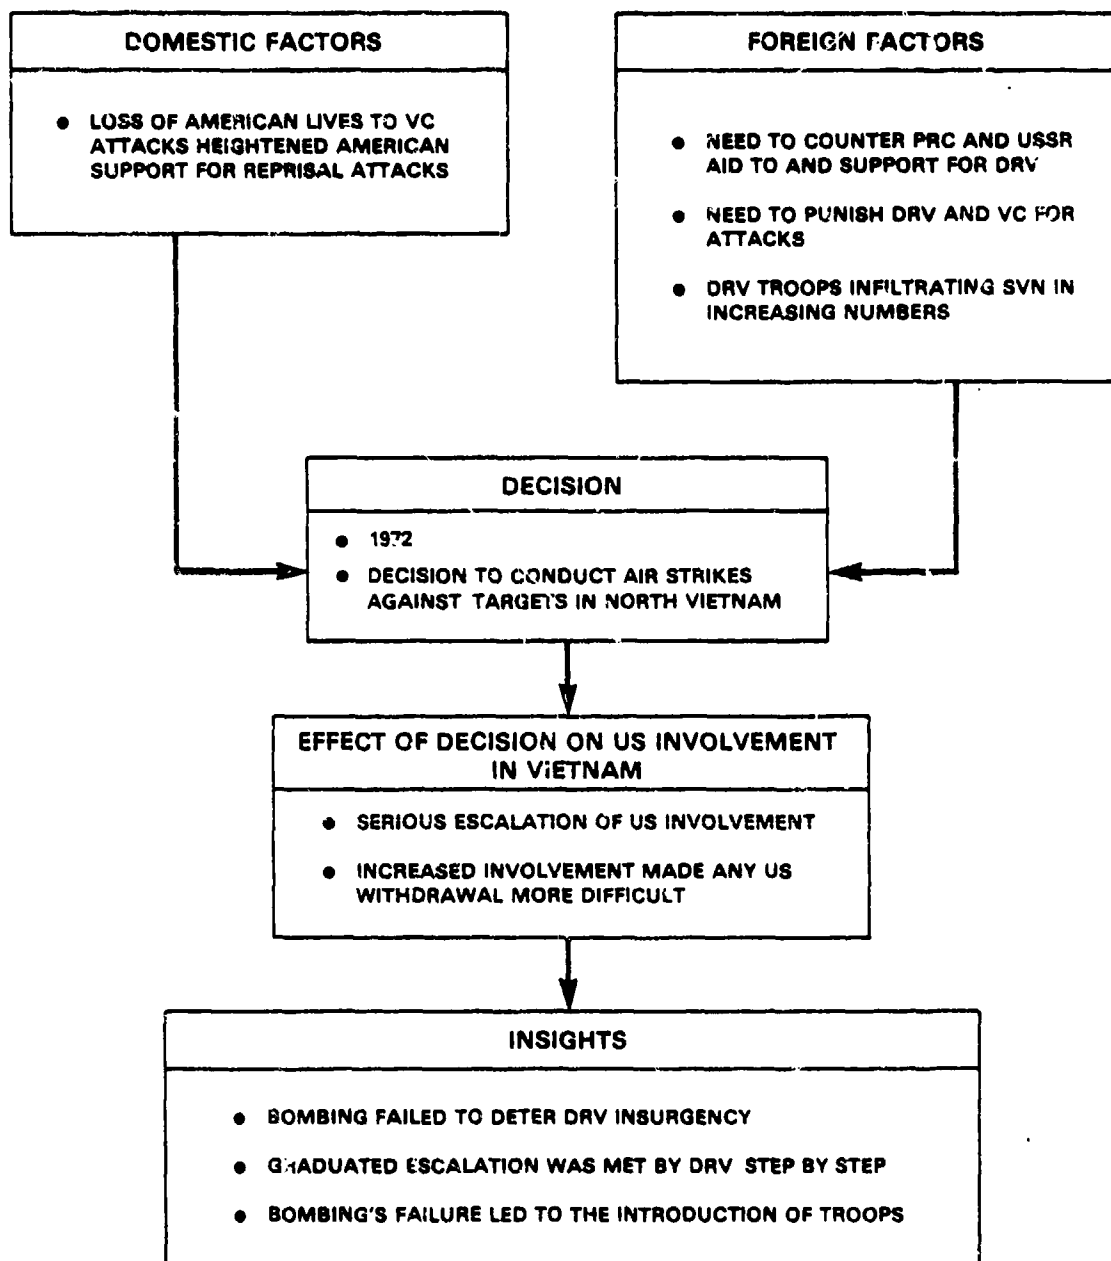 DOMESTIC FACTORS
● LOSS OF AMERICAN LIVES TO VC
ATTACKS HEIGHTENED AMERICAN
SUPPORT FOR REPRISAL ATTACKS
FOREIGN FACTORS
● NEED TO COUNTER PRC AND USSR
AID TO AND SUPPORT FOR DRV
● NEED TO PUNISH DRV AND VC FOR
ATTACKS
● DRV TROOPS INFILTRATING SVN IN
INCREASING NUMBERS
DECISION
● 1972
● DECISION TO CONDUCT AIR STRIKES
AGAINST TARGETS IN NORTH VIETNAM
EFFECT OF DECISION ON US INVOLVEMENT
IN VIETNAM
● SERIOUS ESCALATION OF US INVOLVEMENT
● INCREASED INVOLVEMENT MADE ANY US
WITHDRAWAL MORE DIFFICULT
INSIGHTS
● BOMBING FAILED TO DETER DRV INSURGENCY
● GRADUATED ESCALATION WAS MET BY DRV STEP BY STEP
● BOMBING'S FAILURE LED TO THE INTRODUCTION OF TROOPS